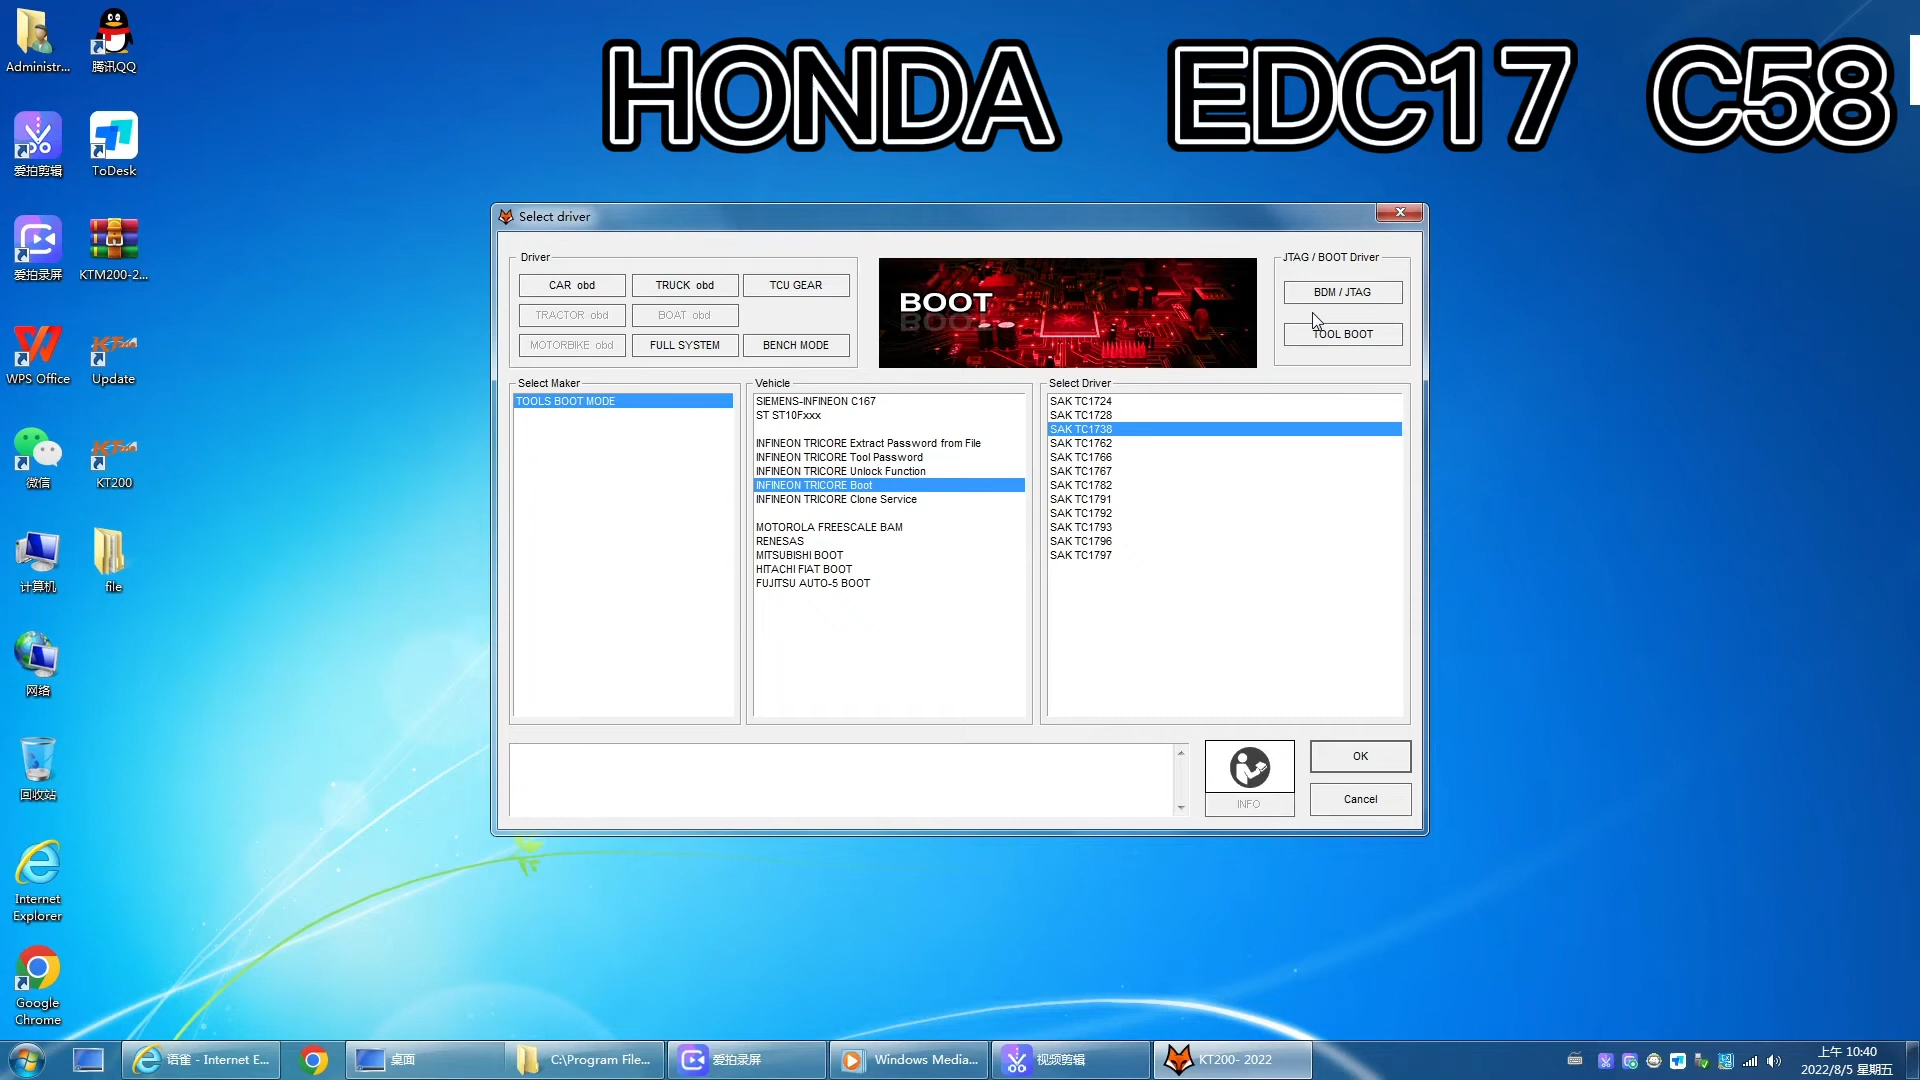 HONDA EDC17 C58
Administr...
腾讯QQ
爱拍剪辑
ToDesk
爱拍录屏
KTM200-2...
WPS Office
Update
微信
KT200
计算机
file
网络
回收站
Internet
Explorer
Google
Chrome
Select driver
Driver
CAR obd
TRUCK obd
TCU GEAR
TRACTOR obd
BOAT obd
MOTORBIKE obd
FULL SYSTEM
BENCH MODE
BOOT
JTAG / BOOT Driver
BDM / JTAG
TOOL BOOT
Select Maker
TOOLS BOOT MODE
Vehicle
SIEMENS-INFINEON C167
ST ST10Fxxx
INFINEON TRICORE Extract Password from File
INFINEON TRICORE Tool Password
INFINEON TRICORE Unlock Function
INFINEON TRICORE Boot
INFINEON TRICORE Clone Service
MOTOROLA FREESCALE BAM
RENESAS
MITSUBISHI BOOT
HITACHI FIAT BOOT
FUJITSU AUTO-5 BOOT
Select Driver
SAK TC1724
SAK TC1728
SAK TC1738
SAK TC1762
SAK TC1766
SAK TC1767
SAK TC1782
SAK TC1791
SAK TC1792
SAK TC1793
SAK TC1796
SAK TC1797
INFO
OK
Cancel
语雀 - Internet E...
桌面
C:\Program File...
爱拍录屏
Windows Media...
视频剪辑
KT200- 2022
上午 10:40
2022/8/5 星期五